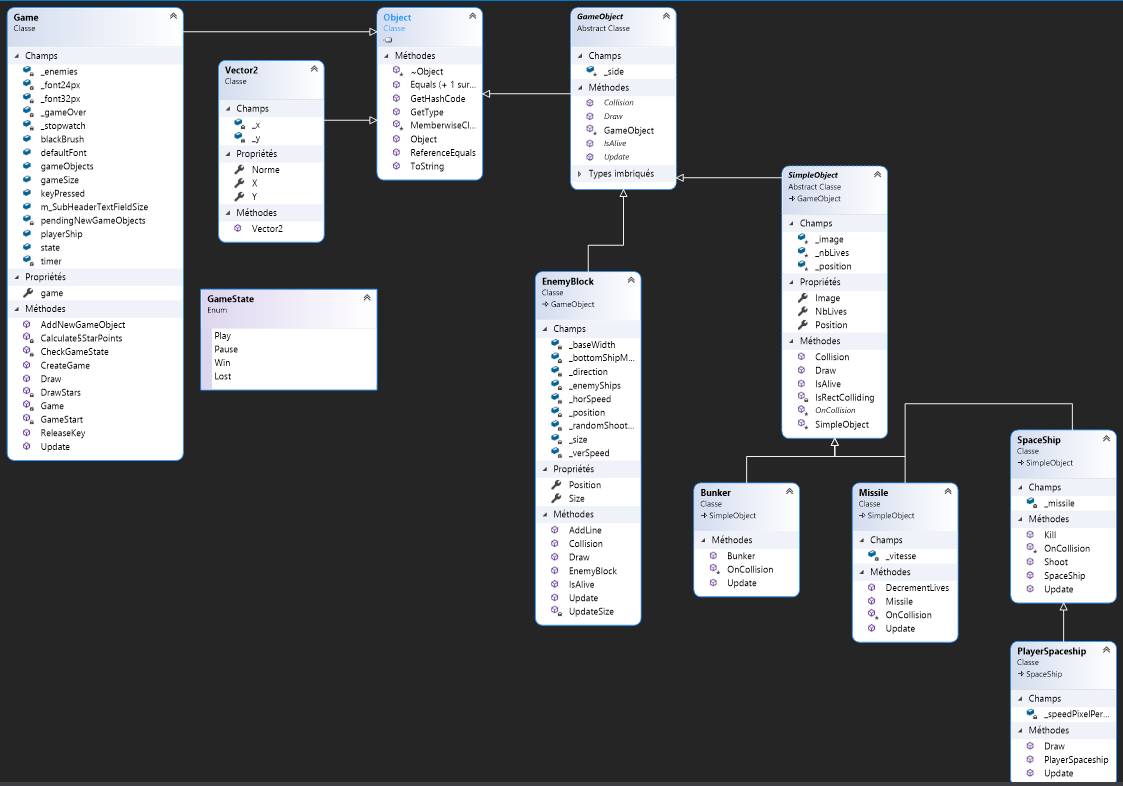 Game
Classe
Champs
_enemies
_font24px
_font32px
_gameOver
_stopwatch
blackBrush
defaultFont
gameObjects
gameSize
keyPressed
m_SubHeaderTextFieldSize
pendingNewGameObjects
playerShip
state
timer
Propriétés
game
Méthodes
AddNewGameObject
Calculate5StarPoints
CheckGameState
CreateGame
Draw
DrawStars
Game
GameStart
ReleaseKey
Update
Vector2
Classe
Champs
_x
_y
Propriétés
Norme
X
Y
Méthodes
Vector2
GameState
Enum
Play
Pause
Win
Lost
Object
Classe
Méthodes
~Object
Equals (+ 1 sur...
GetHashCode
GetType
MemberwiseCl...
Object
ReferenceEquals
ToString
GameObject
Abstract Classe
Champs
_side
Méthodes
Collision
Draw
GameObject
IsAlive
Update
Types imbriqués
EnemyBlock
Classe
GameObject
Champs
_baseWidth
_bottomShipM...
_direction
_enemyShips
_horSpeed
_position
_randomShoot...
_size
_verSpeed
Propriétés
Position
Size
Méthodes
AddLine
Collision
Draw
EnemyBlock
IsAlive
Update
UpdateSize
SimpleObject
Abstract Classe
GameObject
Champs
_image
_nbLives
_position
Propriétés
Image
NbLives
Position
Méthodes
Collision
Draw
IsAlive
IsRectColliding
OnCollision
SimpleObject
Bunker
Classe
SimpleObject
Méthodes
Bunker
OnCollision
Update
Missile
Classe
SimpleObject
Champs
_vitesse
Méthodes
DecrementLives
Missile
OnCollision
Update
SpaceShip
Classe
SimpleObject
Champs
_missile
Méthodes
Kill
OnCollision
Shoot
SpaceShip
Update
PlayerSpaceship
Classe
SpaceShip
Champs
_speedPixelPer...
Méthodes
Draw
PlayerSpaceship
Update